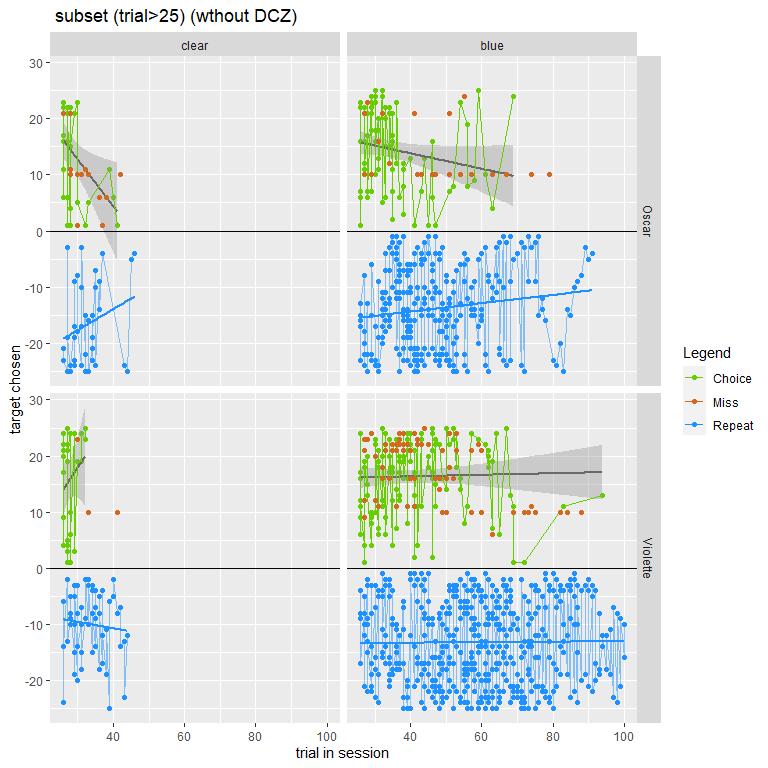 subset (trial>25) (wthout DCZ)
clear
blue
30
20
10
0
-10
-20
Oscar
30
20
10
0
-10
-20
Violette
target chosen
40
60
80
100
40
60
80
100
trial in session
Legend
Choice
Miss
Repeat